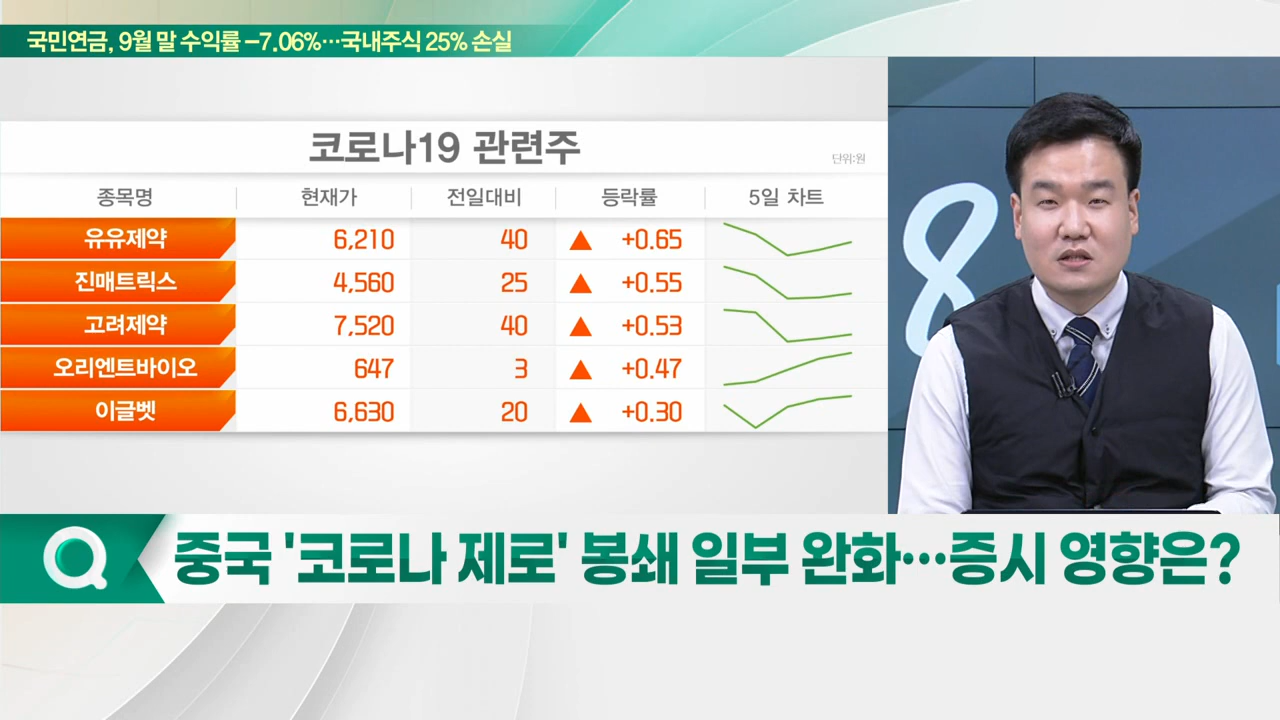 국민연금, 9월 말 수익률 -7.06%…국내주식 25% 손실
코로나19 관련주
단위:원
종목명 현재가 전일대비 등락률 5일 차트
유유제약 6,210 40 ▲ +0.65
진매트릭스 4,560 25 ▲ +0.55
고려제약 7,520 40 ▲ +0.53
오리엔트바이오 647 3 ▲ +0.47
이글벳 6,630 20 ▲ +0.30
8
Q 중국 '코로나 제로' 봉쇄 일부 완화…증시 영향은?